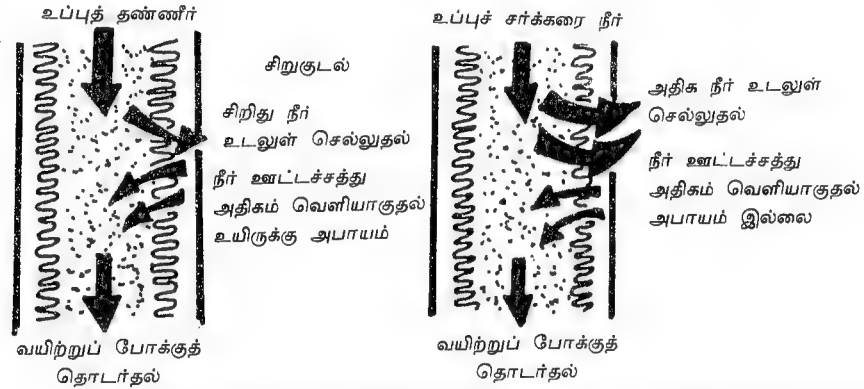 உப்புத் தண்ணீர்
சிறுகுடல்
சிறிது நீர்
உடலுள் செல்லுதல்
நீர் ஊட்டச்சத்து
அதிகம் வெளியாகுதல்
உயிருக்கு அபாயம்
வயிற்றுப் போக்குத்
தொடர்தல்
உப்புச் சர்க்கரை நீர்
அதிக நீர் உடலுள்
செல்லுதல்
நீர் ஊட்டச்சத்து
அதிகம் வெளியாகுதல்
அபாயம் இல்லை
வயிற்றுப் போக்குத்
தொடர்தல்